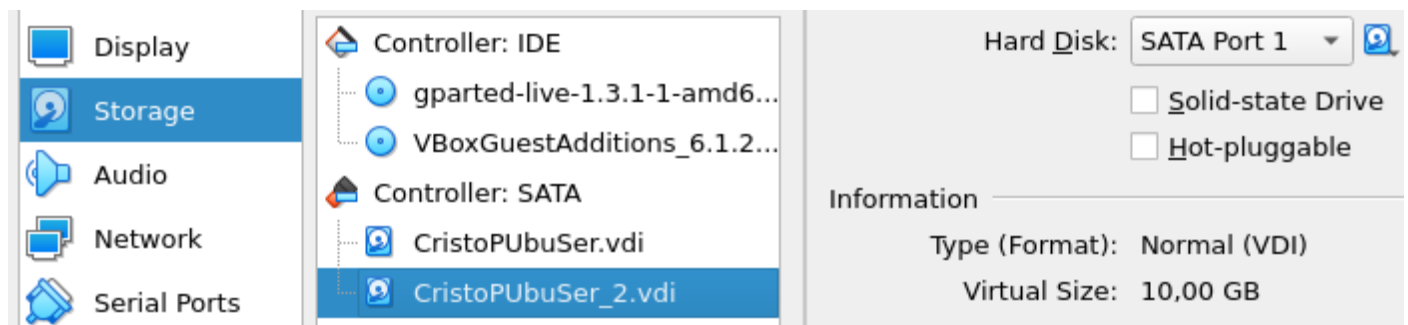 Display
Storage
Audio
Network
Serial Ports
Controller: IDE
gparted-live-1.3.1-1-amd6...
VBoxGuestAdditions_6.1.2...
Controller: SATA
CristoPUbuSer.vdi
CristoPUbuSer_2.vdi
Hard Disk: SATA Port 1
Solid-state Drive
Hot-pluggable
Information
Type (Format): Normal (VDI)
Virtual Size: 10,00 GB